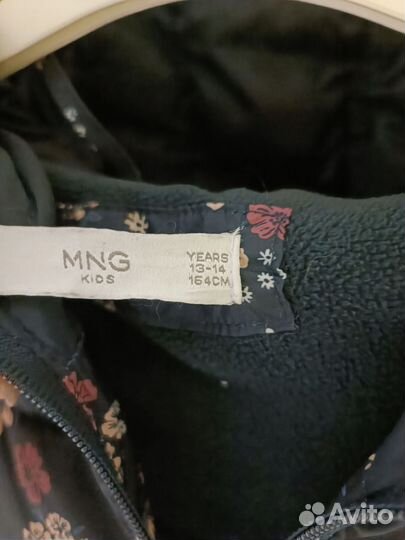 MNG
KIDS
YEARS
13-14
164CM
Avito